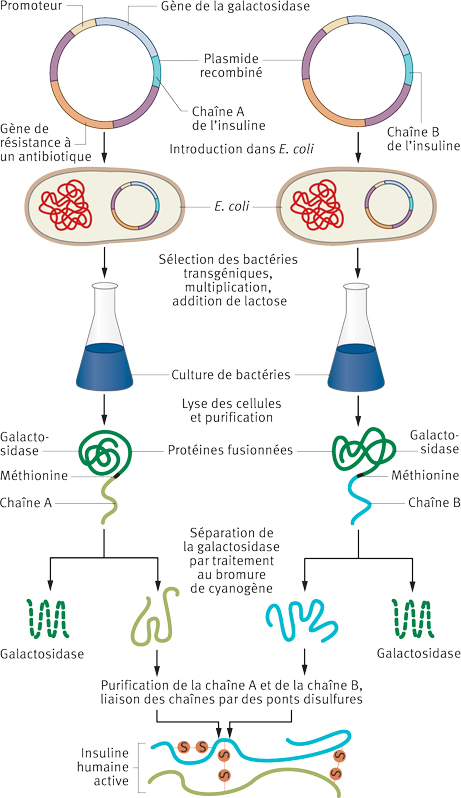 Promoteur
Gène de la galactosidase
Plasmide
recombiné
Chaîne A
de l’insuline
Gène de
résistance à
un antibiotique
Chaîne B
de l’insuline
Introduction dans E. coli
E. coli
Sélection des bactéries
transgéniques,
multiplication,
addition de lactose
Culture de bactéries
Lyse des cellules
et purification
Galacto-
sidase
Protéines fusionnées
Galacto-
sidase
Méthionine
Méthionine
Chaîne A
Chaîne B
Séparation de
la galactosidase
par traitement
au bromure
de cyanogène
Galactosidase
Galactosidase
Purification de la chaîne A et de la chaîne B,
liaison des chaînes par des ponts disulfures
Insuline
humaine
active
S S
S
S
S
S